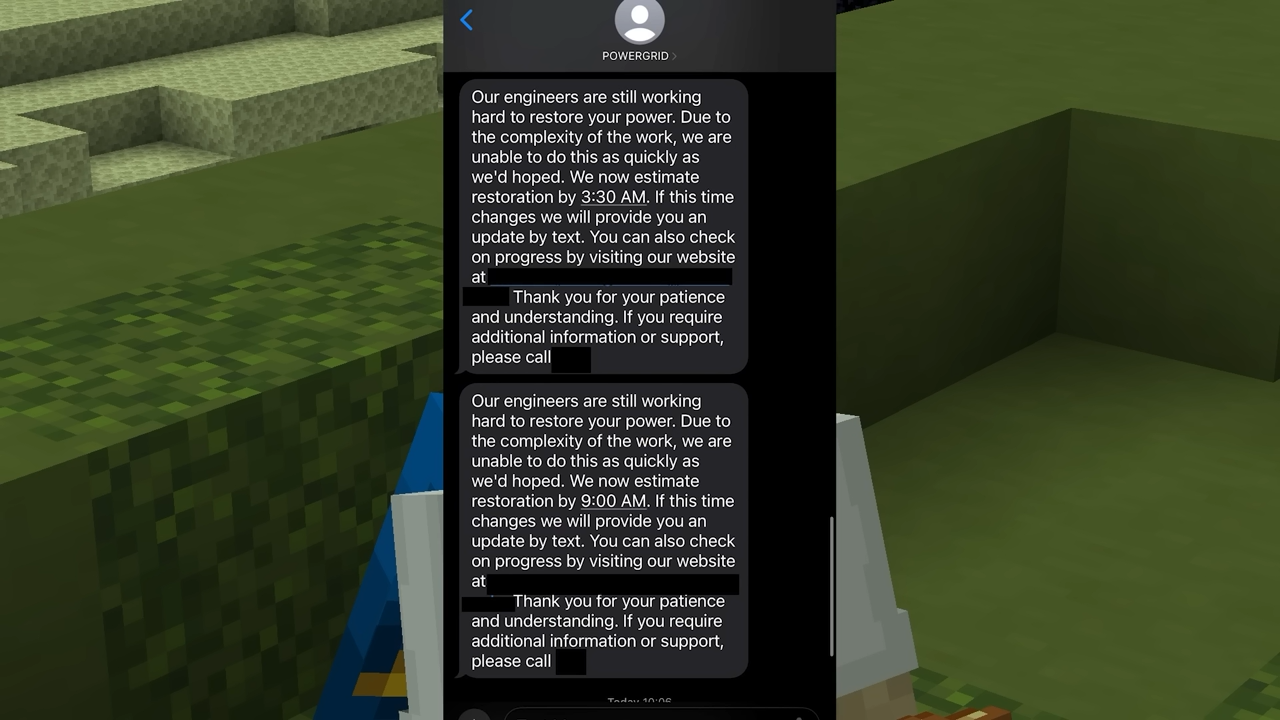 POWERGRID
Our engineers are still working
hard to restore your power. Due to
the complexity of the work, we are
unable to do this as quickly as
we'd hoped. We now estimate
restoration by 3:30 AM. If this time
changes we will provide you an
update by text. You can also check
on progress by visiting our website
at
Thank you for your patience
and understanding. If you require
additional information or support,
please call
Our engineers are still working
hard to restore your power. Due to
the complexity of the work, we are
unable to do this as quickly as
we'd hoped. We now estimate
restoration by 9:00 AM. If this time
changes we will provide you an
update by text. You can also check
on progress by visiting our website
at
Thank you for your patience
and understanding. If you require
additional information or support,
please call
Today 10:06